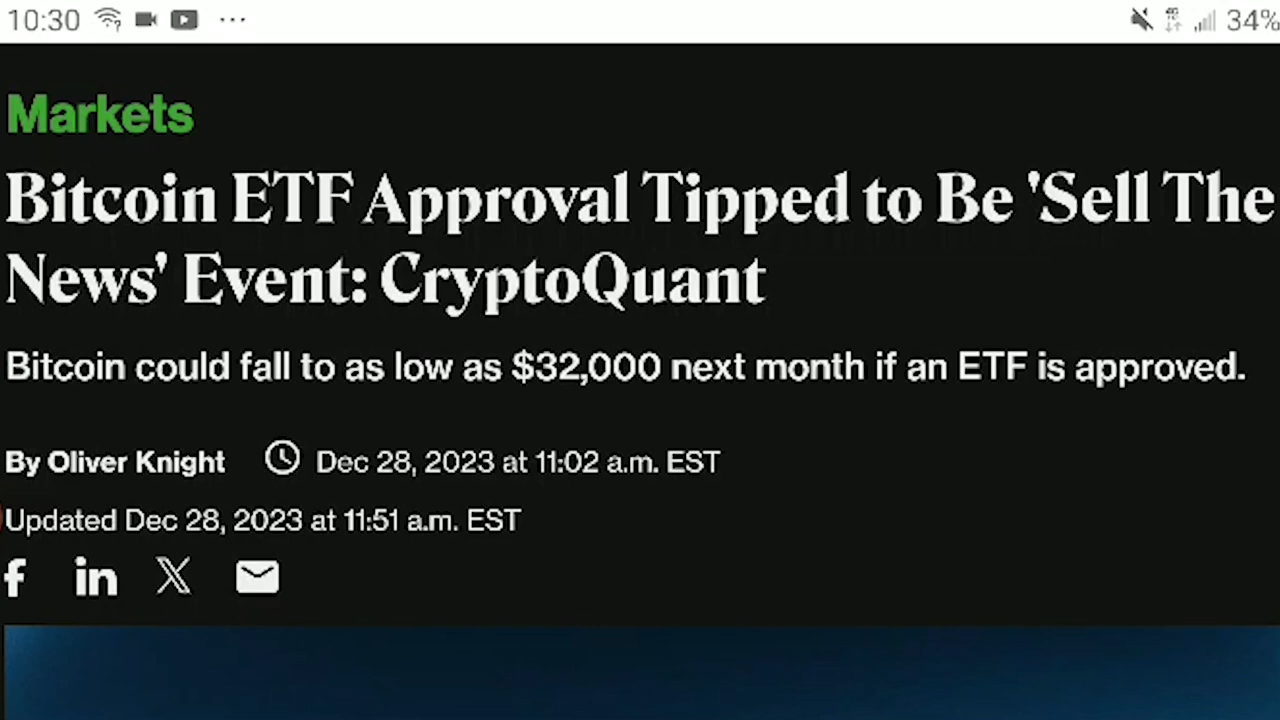 10:30 34%
Markets
Bitcoin ETF Approval Tipped to Be 'Sell The
News' Event: CryptoQuant
Bitcoin could fall to as low as $32,000 next month if an ETF is approved.
By Oliver Knight Dec 28, 2023 at 11:02 a.m. EST
Updated Dec 28, 2023 at 11:51 a.m. EST
f in X